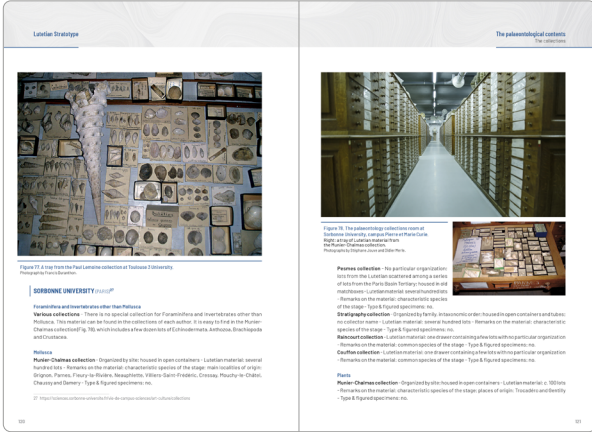 Lutetian Stratotype
Figure 77. A tray from the Paul Lemoine collection at Toulouse 3 University.
Photograph by Francis Duranthon.
SORBONNE UNIVERSITY
Foraminifera and Invertebrates other than Mollusca
Various collections - There is no special collection for Foraminifera and Invertebrates other than
Mollusca. This material can be found in the collections of each author. It is easy to find in the Munier-
Chalmas collection (Fig. 78), which includes a few dozen lots of Echinodermata, Anthozoa, Brachiopoda
and Crustacea.
Mollusca
Munier-Chalmas collection - Organized by site; housed in open containers - Lutetian material: several
hundred lots - Remarks on the material: characteristic species of the stage; main localities of origin:
Grignon, Parnes, Fleury-la-Rivière, Neauphlette, Villiers-Saint-Frédéric, Cressay, Mouchy-le-Châtel,
Chaussy and Damery - Type & figured specimens: no.
120
The palaeontological contents
The collections
Figure 78. The palaeontology collections room at
Sorbonne University, campus Pierre et Marie Curie.
Right: a tray of Lutetian material from
the Munier-Chalmas collection.
Photographs by Stéphane Jouve and Didier Merle.
Pesmes collection - No particular organization;
lots from the Lutetian scattered among a series
of lots from the Paris Basin Tertiary; housed in old
matchboxes - Lutetian material: several hundred lots
- Remarks on the material: characteristic species
of the stage - Type & figured specimens: no.
Stratigraphy collection - Organized by family, in taxonomic order; housed in open containers and tubes;
no collector name - Lutetian material: several hundred lots - Remarks on the material: characteristic
species of the stage - Type & figured specimens: no.
Raincourt collection - Lutetian material: one drawer containing a few lots with no particular organization
- Remarks on the material: common species of the stage - Type & figured specimens: no.
Couffon collection - Lutetian material: one drawer containing a few lots with no particular organization
- Remarks on the material: common species of the stage - Type & figured specimens: no.
Plants
Munier-Chalmas collection - Organized by site; housed in open containers - Lutetian material: c. 100 lots
- Remarks on the material: characteristic species of the stage; places of origin: Trocadéro and Gentilly
- Type & figured specimens: no.
121